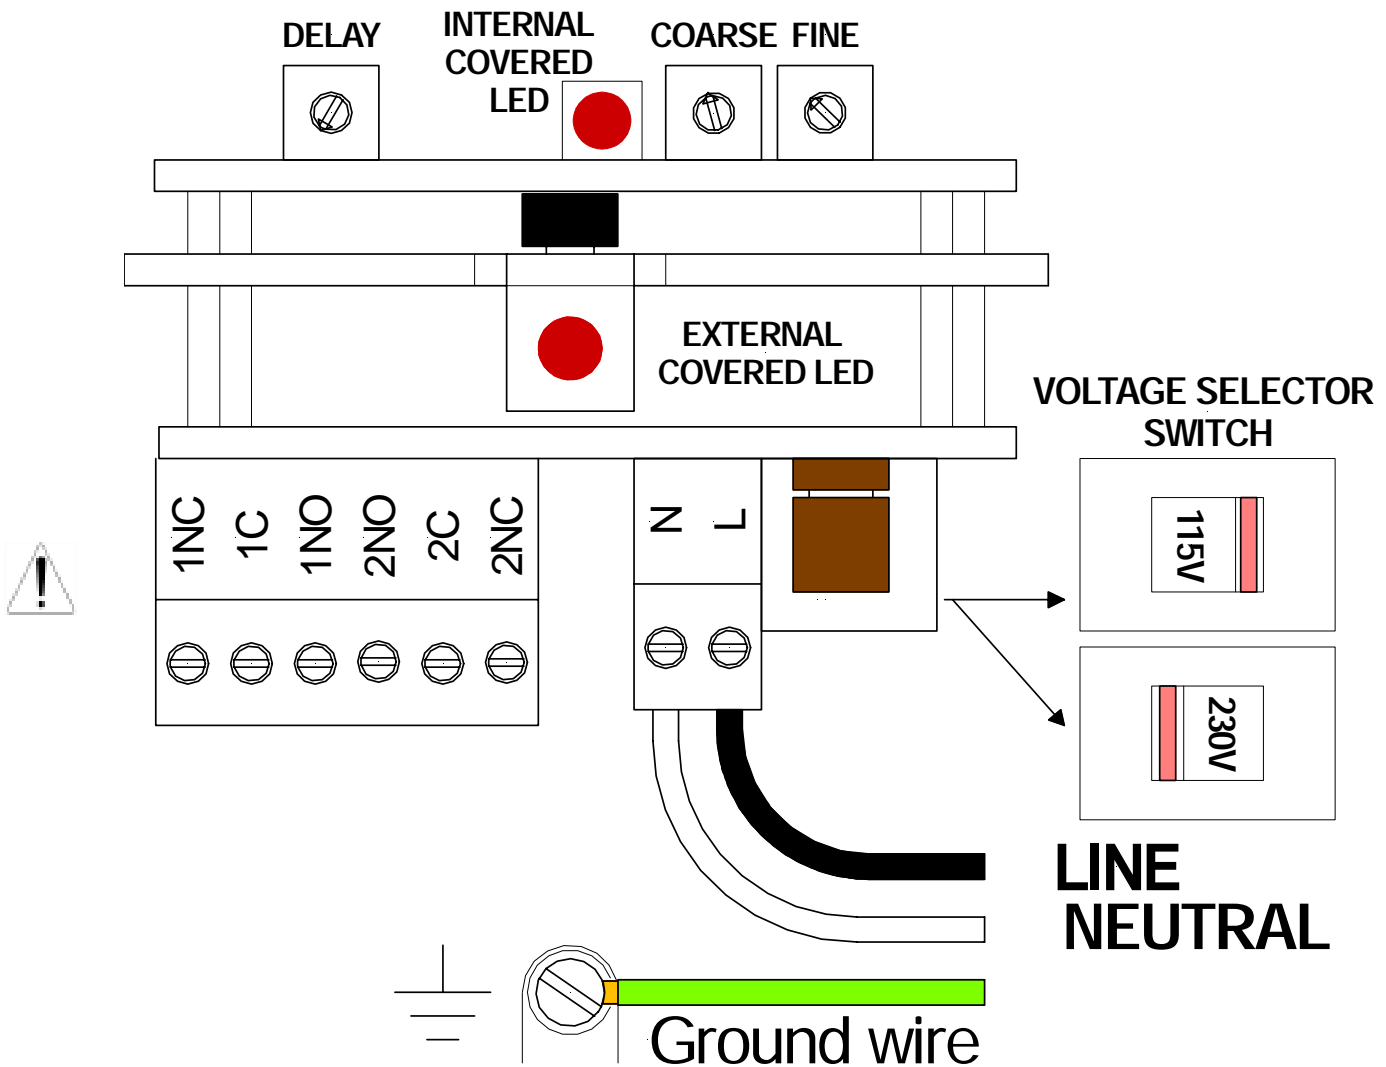 DELAY
INTERNAL
COVERED
LED
COARSE FINE
EXTERNAL
COVERED LED
VOLTAGE SELECTOR
SWITCH
1NC 1C 1NO 2NO 2C 2NC
N L
115V
230V
!
LINE
NEUTRAL
Ground wire